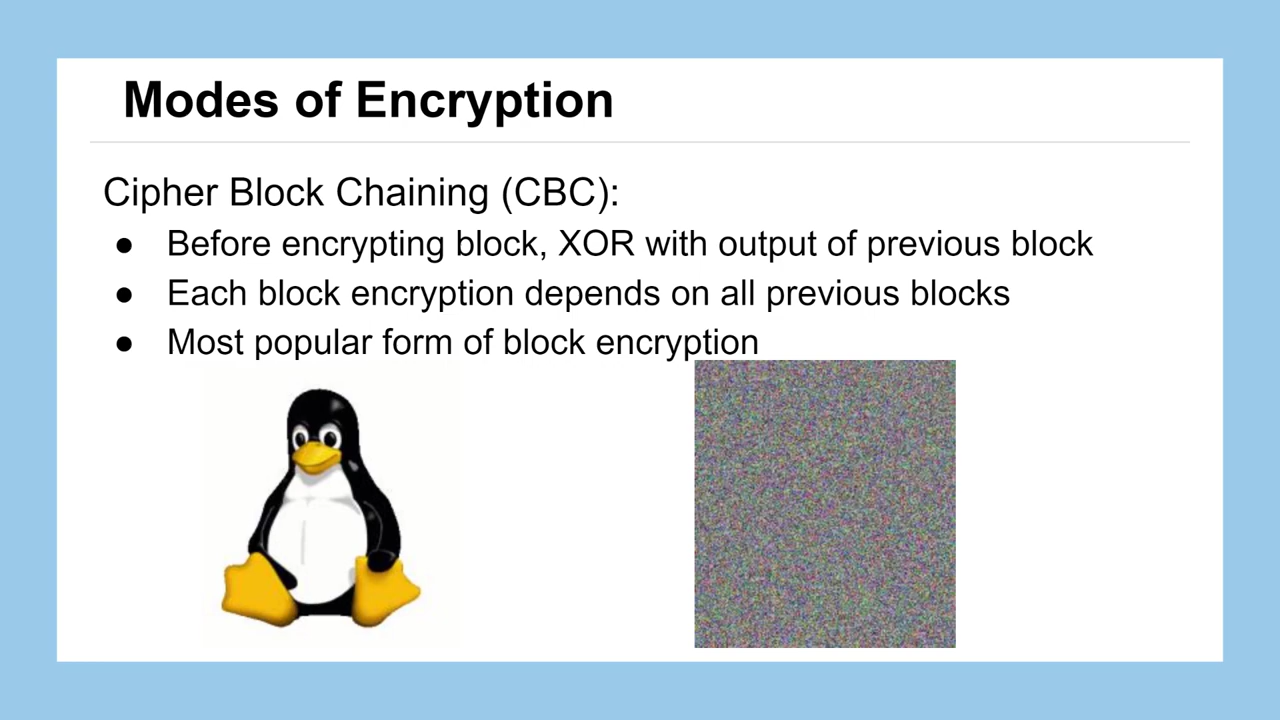 Modes of Encryption
Cipher Block Chaining (CBC):
● Before encrypting block, XOR with output of previous block
● Each block encryption depends on all previous blocks
● Most popular form of block encryption